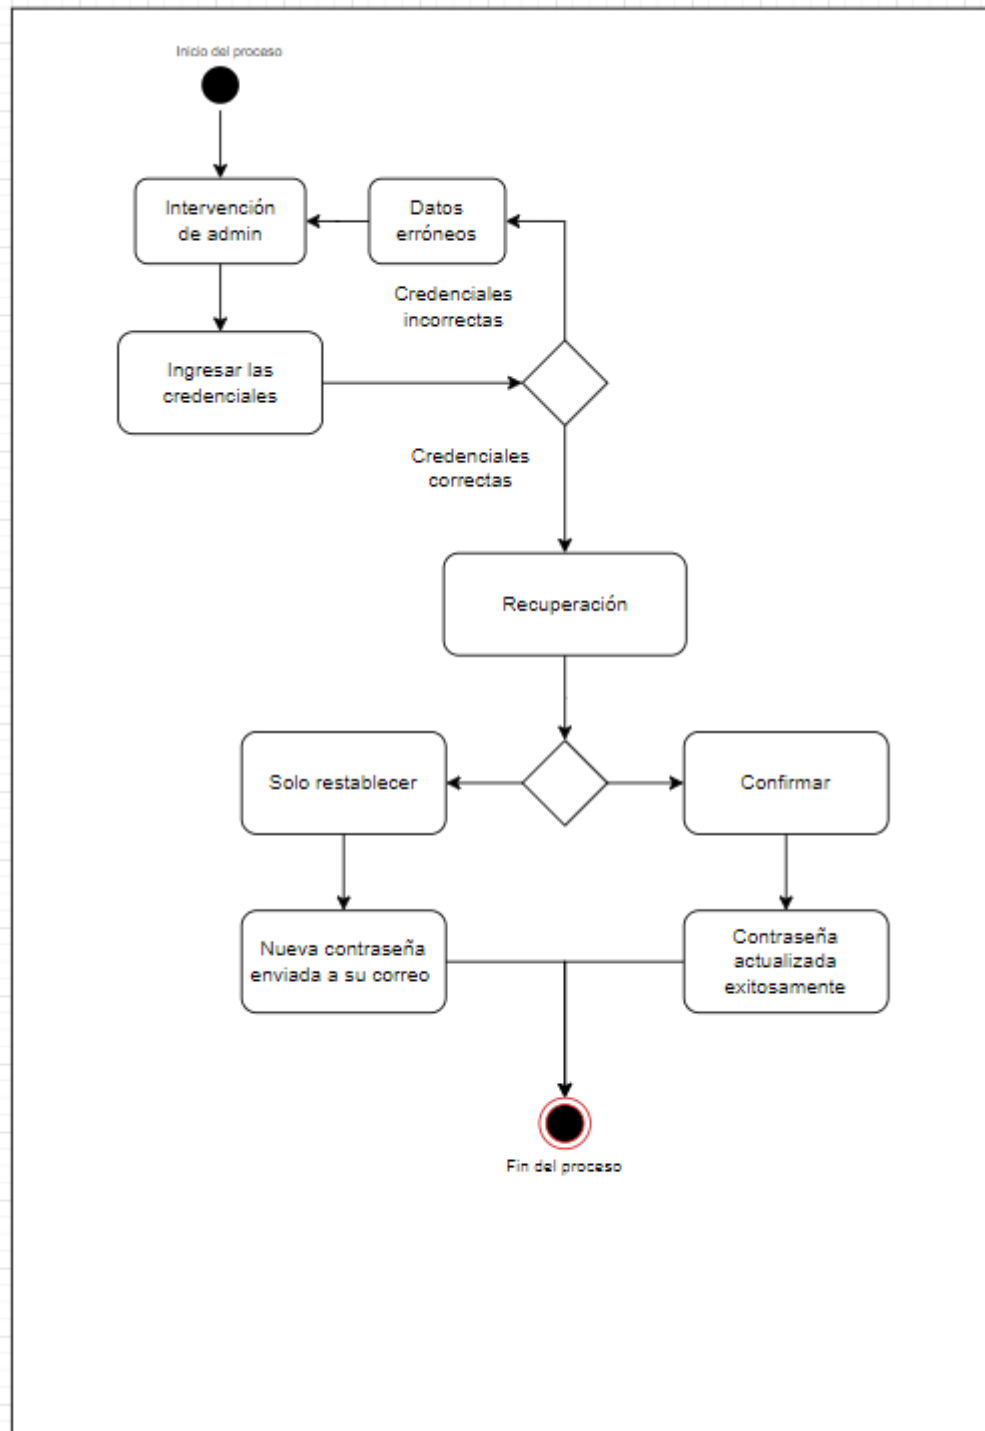 Inicio del proceso
Intervención
de admin
Datos
erróneos
Credenciales
incorrectas
Ingresar las
credenciales
Credenciales
correctas
Recuperación
Solo restablecer
Confirmar
Nueva contraseña
enviada a su correo
Contraseña
actualizada
exitosamente
Fin del proceso